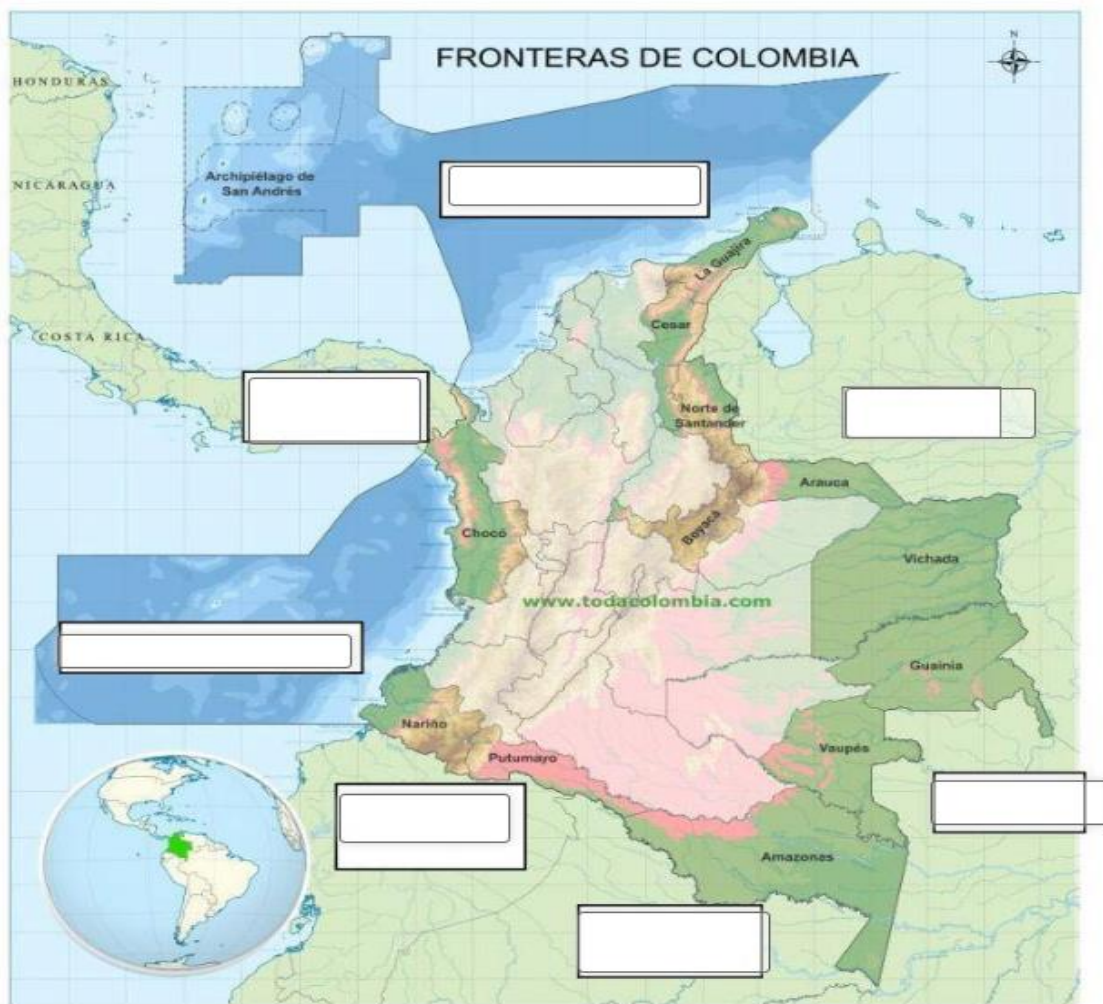 FRONTERAS DE COLOMBIA
N
HONDURAS
Archipiélago de
San Andrés
NICARAGUA
La Guajira
COSTA RICA
Cesar
Norte de
Santander
Arauca
Chocó
Boyacá
Vichada
www.todacolombia.com
Guainia
Nariño
Vaupés
Putumayo
Amazonas